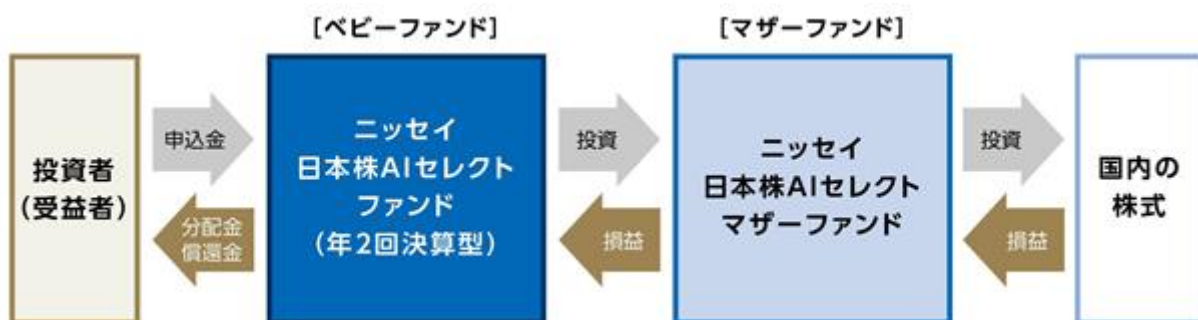 [ベビーファンド]
[マザーファンド]
投資者
(受益者)
申込金
分配金
償還金
ニッセイ
日本株AIセレクト
ファンド
(年2回決算型)
投資
損益
ニッセイ
日本株AIセレクト
マザーファンド
投資
損益
国内の
株式